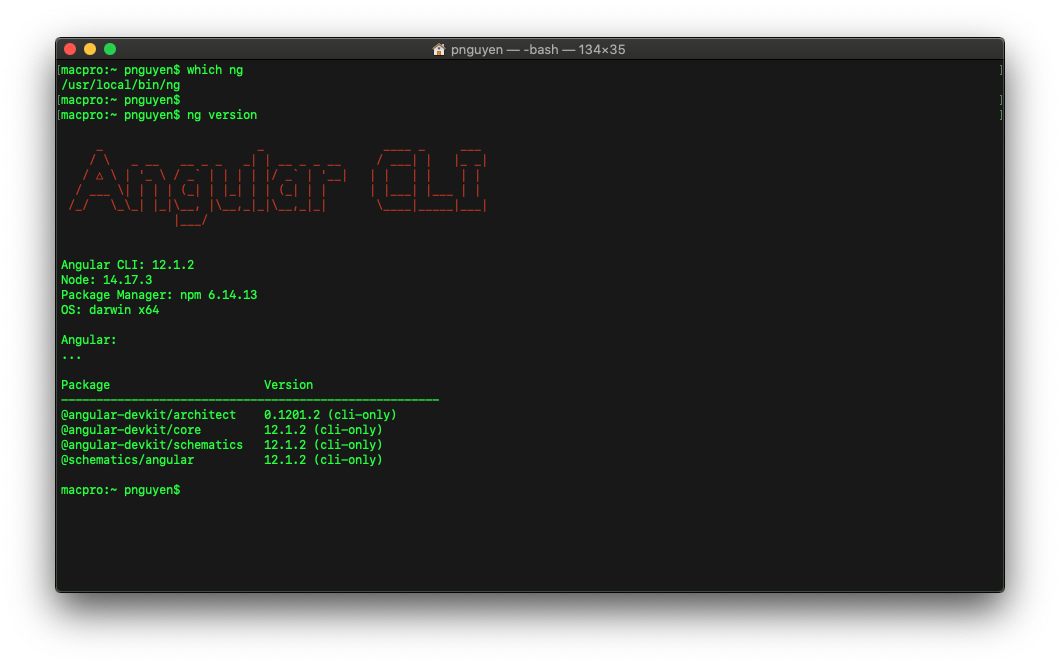 pnguyen — -bash — 134×35
[macpro:~ pnguyen$ which ng ]
/usr/local/bin/ng
[macpro:~ pnguyen$ ]
[macpro:~ pnguyen$ ng version ]
Angular CLI
Angular CLI: 12.1.2
Node: 14.17.3
Package Manager: npm 6.14.13
OS: darwin x64
Angular:
...
Package Version
------------------------------------------------------
@angular-devkit/architect 0.1201.2 (cli-only)
@angular-devkit/core 12.1.2 (cli-only)
@angular-devkit/schematics 12.1.2 (cli-only)
@schematics/angular 12.1.2 (cli-only)
macpro:~ pnguyen$